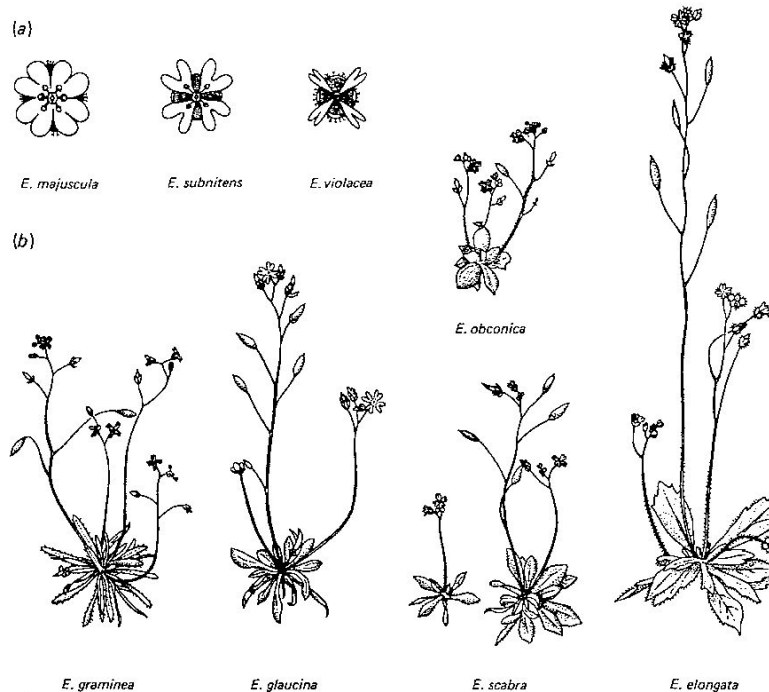 (a)
E. majuscula
E. subnitens
E. violacea
(b)
E. obconica
E. graminea
E. glaucina
E. scabra
E. elongata